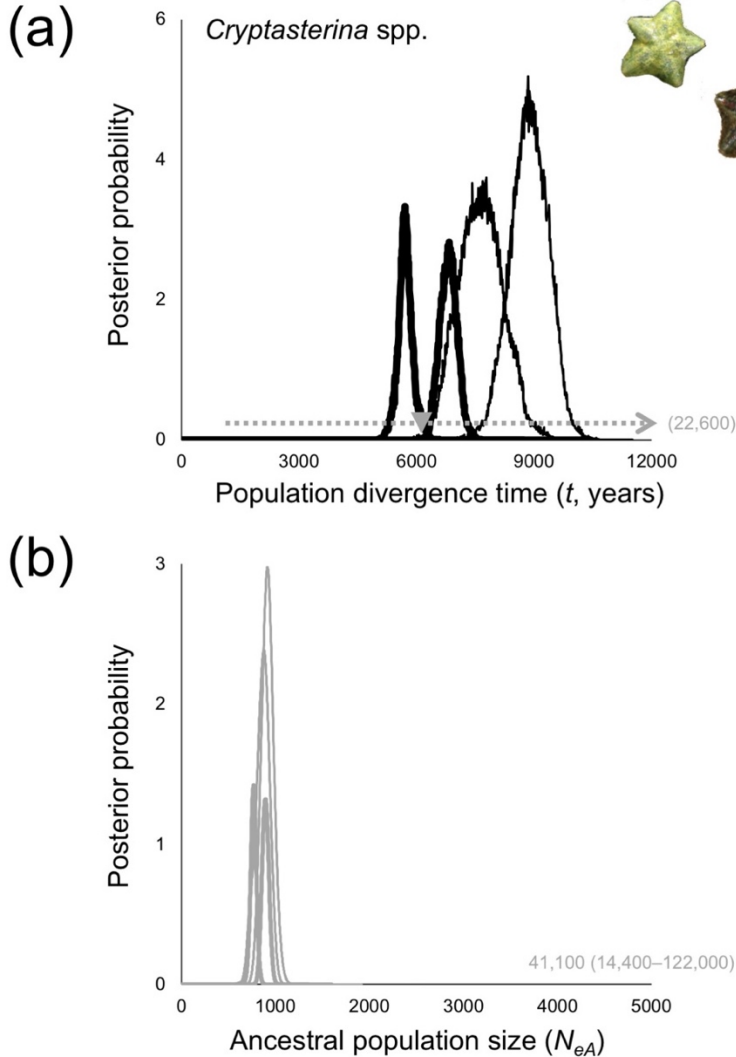 (a)
Cryptasterina spp.
Posterior probability
6
4
2
0
(22,600)
0 3000 6000 9000 12000
Population divergence time (t, years)
(b)
Posterior probability
3
2
1
0
41,100 (14,400–122,000)
0 1000 2000 3000 4000 5000
Ancestral population size (NeA)